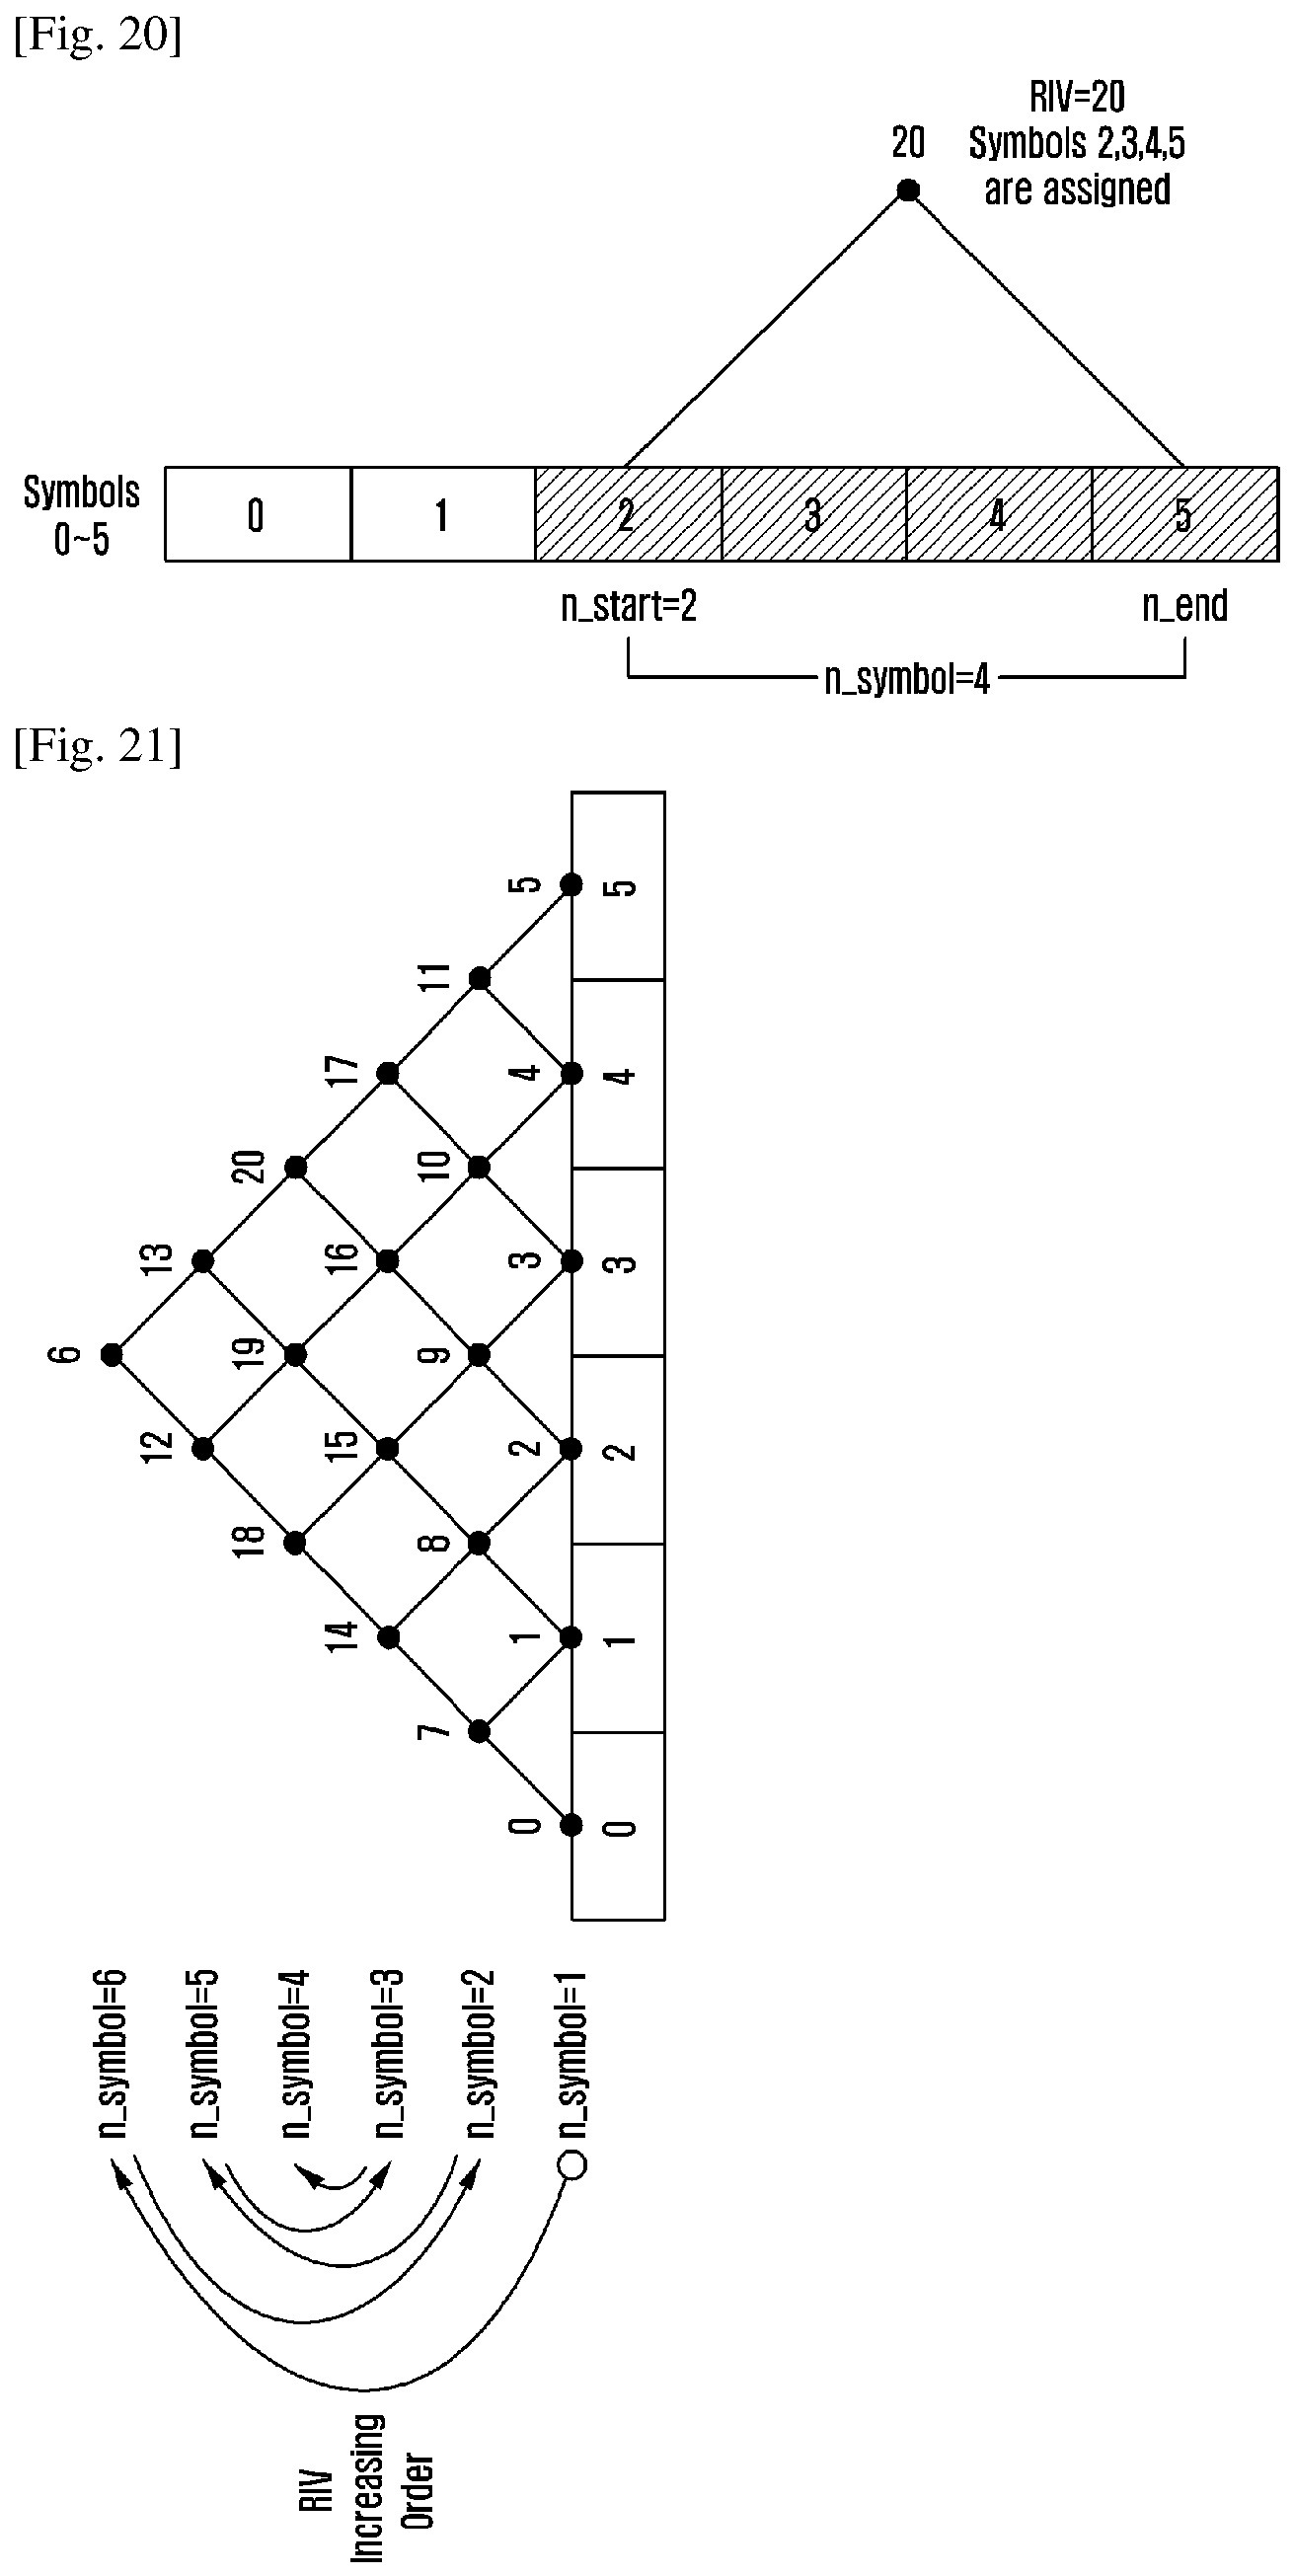 [Fig. 20]
RIV=20
20
Symbols 2,3,4,5
are assigned
Symbols
0~5
0 1 2 3 4 5
n_start=2
n_end
n_symbol=4
[Fig. 21]
6
12 13
18 19 20
14 15 16 17
7 8 9 10 11
0 1 2 3 4 5
0 1 2 3 4 5
n_symbol=6
n_symbol=5
n_symbol=4
n_symbol=3
n_symbol=2
n_symbol=1
RIV
Increasing
Order